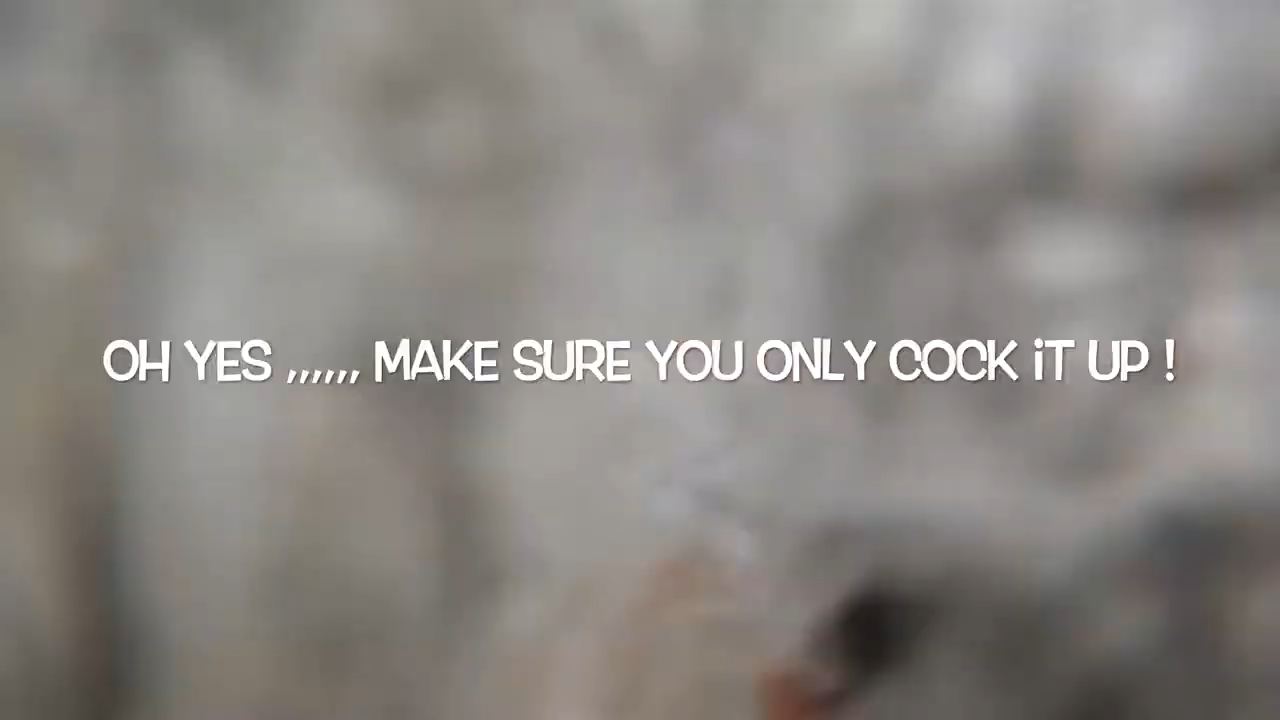 OH YES ,,,,,, MAKE SURE YOU ONLY COCK iT UP !